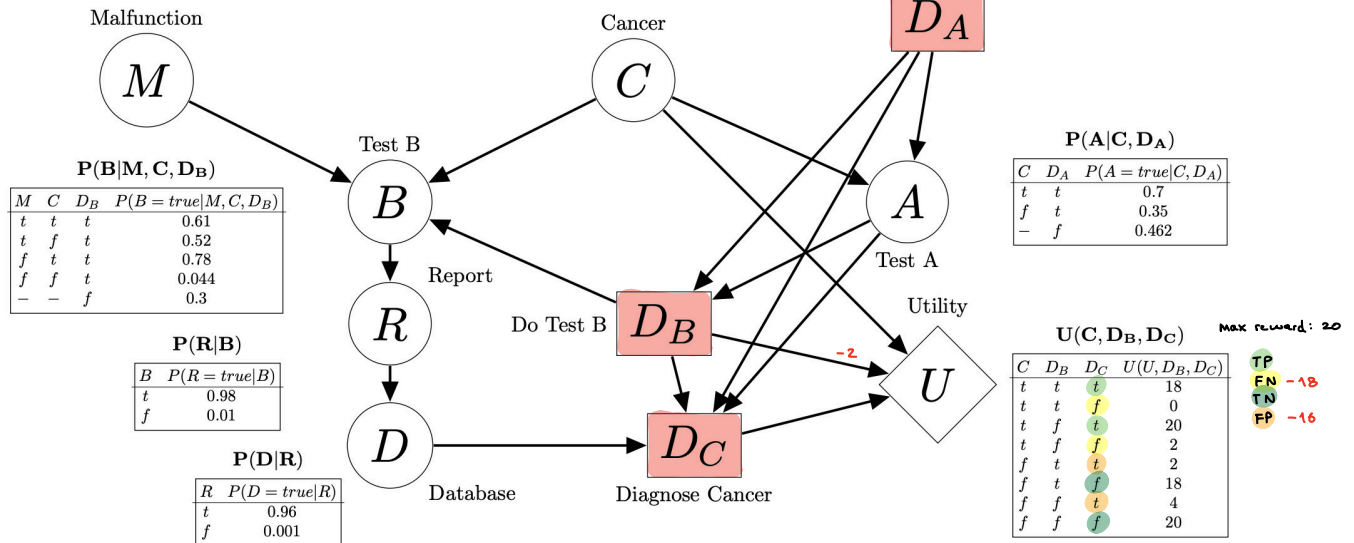 D_A
Malfunction
M
Cancer
C
Test B
B
P(A|C, D_A)
C D_A P(A = true|C, D_A)
t t 0.7
f t 0.35
− f 0.462
P(B|M, C, D_B)
M C D_B P(B = true|M, C, D_B)
t t t 0.61
t f t 0.52
f t t 0.78
f f t 0.044
− − f 0.3
A
Test A
Report
R
Do Test B
D_B
-2
Utility
U
P(R|B)
B P(R = true|B)
t 0.98
f 0.01
max reward: 20
U(C, D_B, D_C)
C D_B D_C U(U, D_B, D_C)
t t t 18
t t f 0
t f t 20
t f f 2
f t t 2
f t f 18
f f t 4
f f f 20
TP
FN -18
TN
FP -16
D
Database
D_C
Diagnose Cancer
P(D|R)
R P(D = true|R)
t 0.96
f 0.001